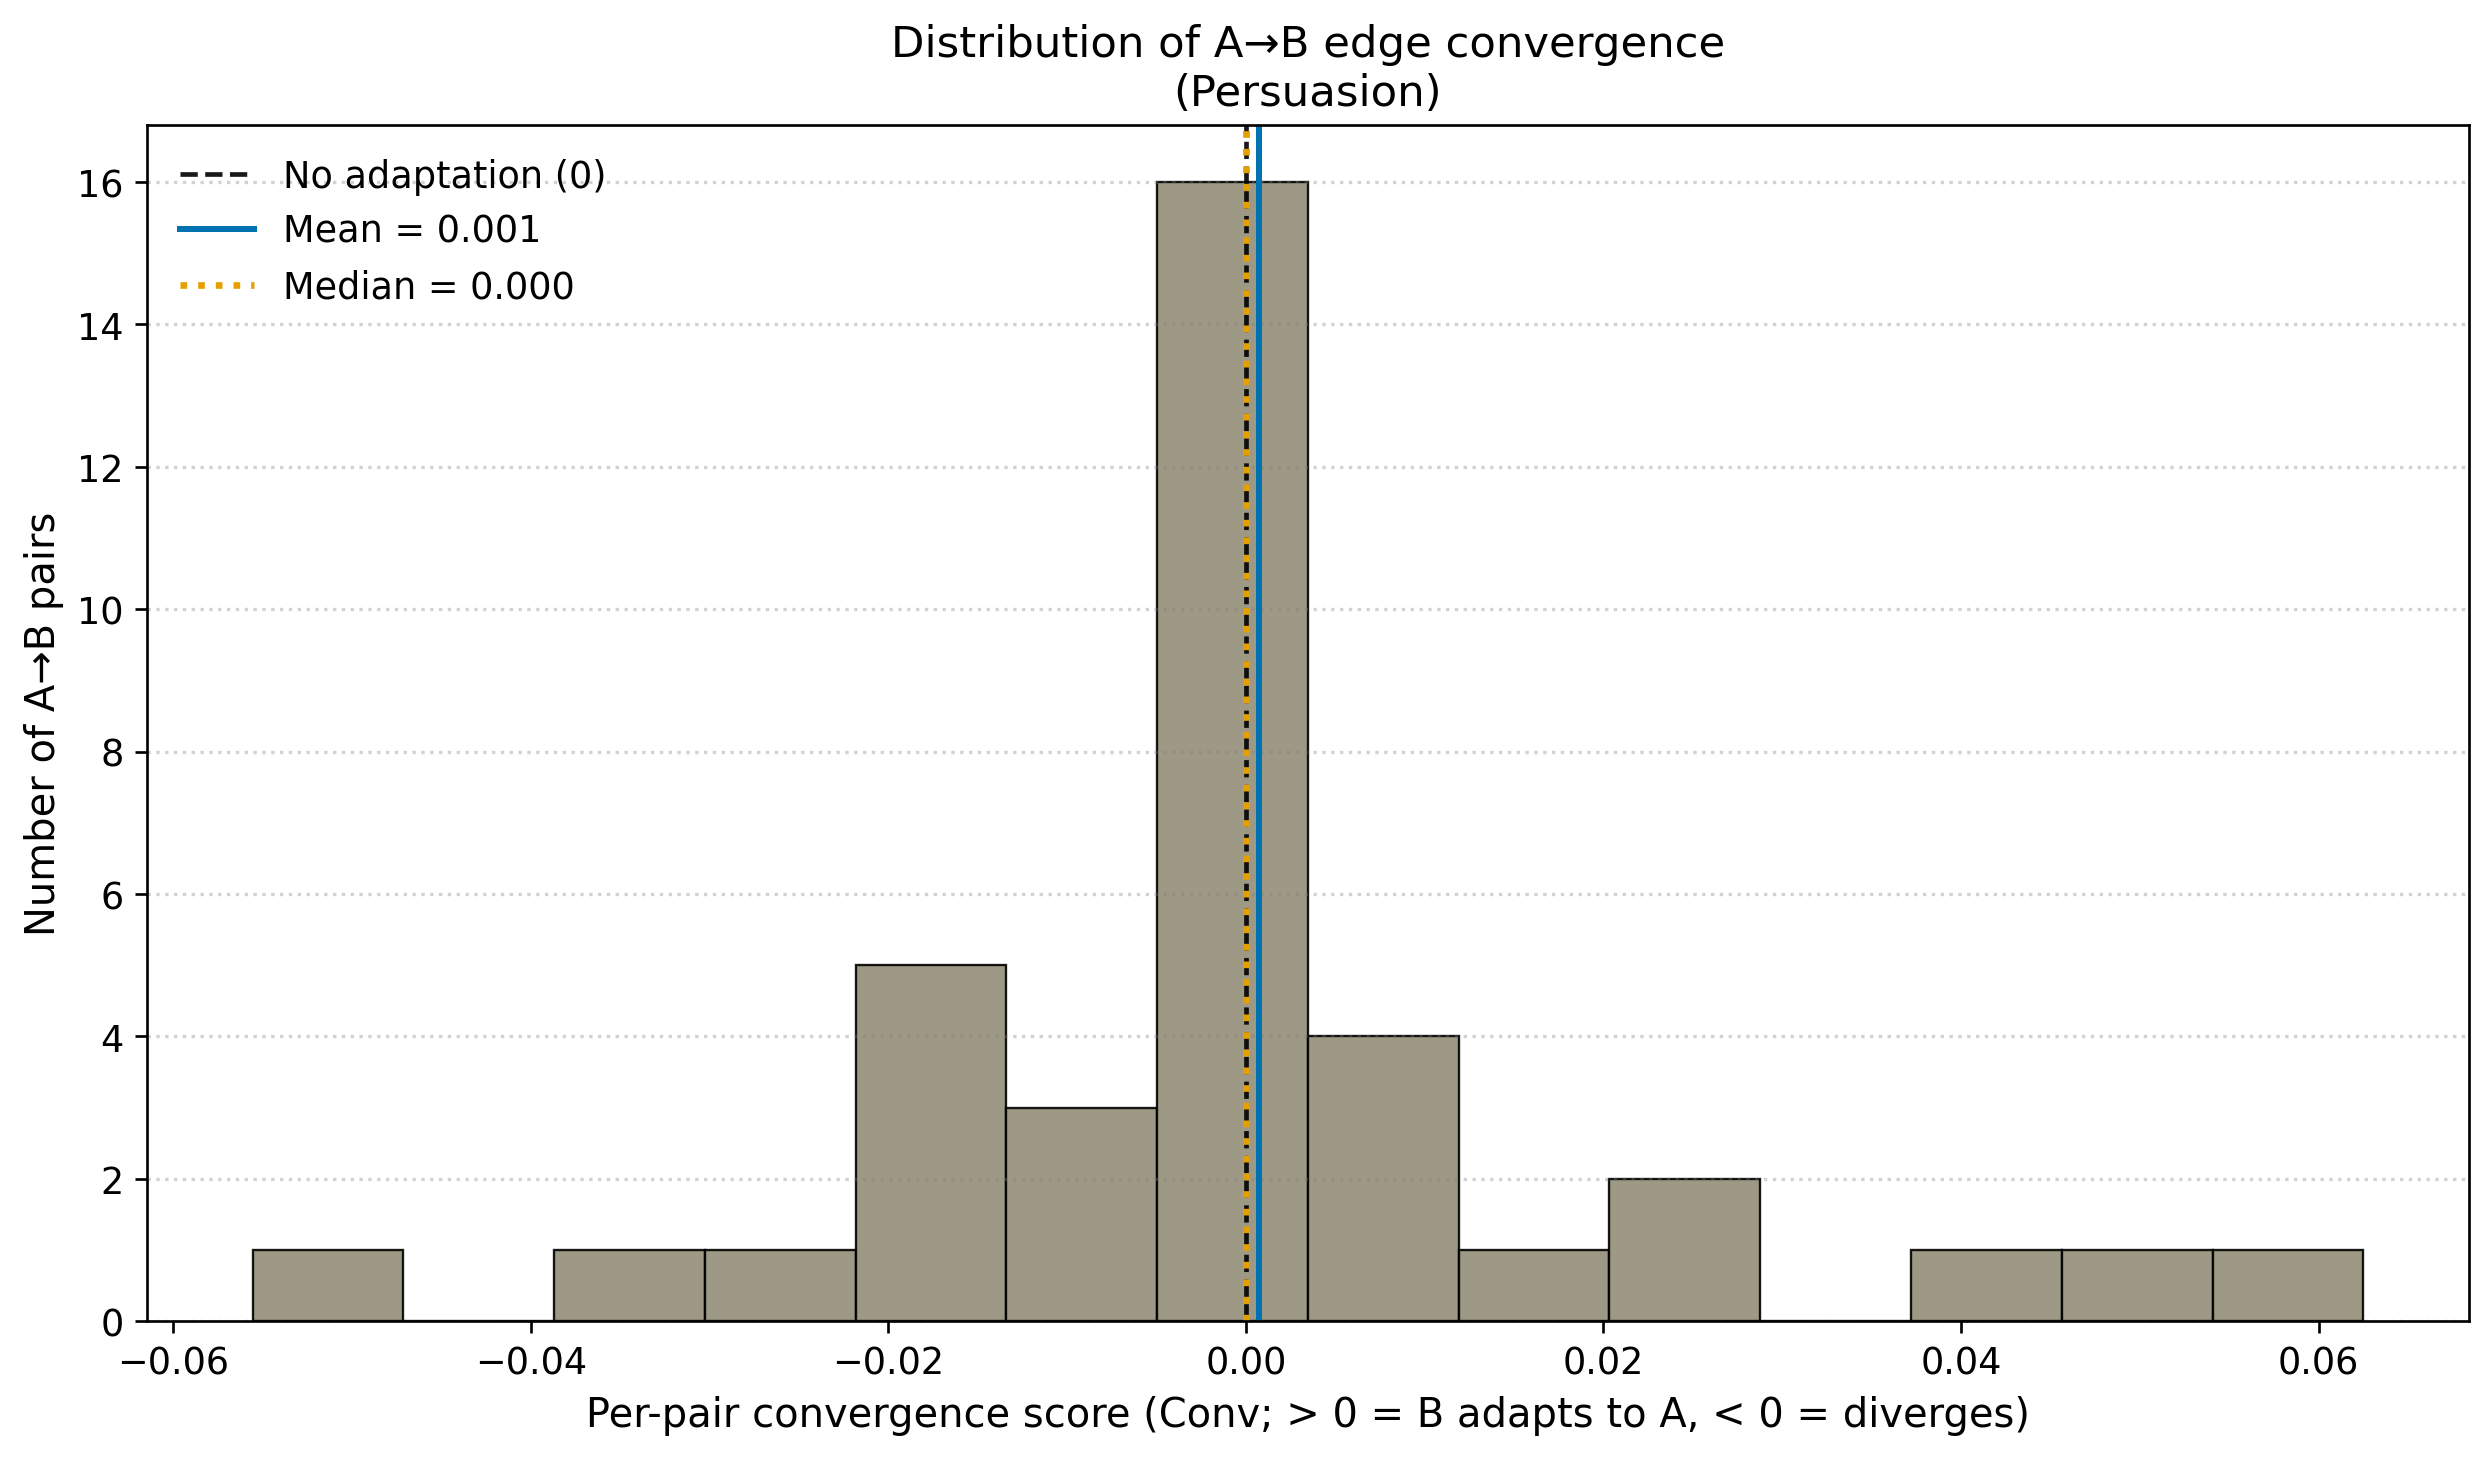 Distribution of A→B edge convergence
(Persuasion)
No adaptation (0)
Mean = 0.001
Median = 0.000
Number of A→B pairs
16
14
12
10
8
6
4
2
0
−0.06
−0.04
−0.02
0.00
0.02
0.04
0.06
Per-pair convergence score (Conv; > 0 = B adapts to A, < 0 = diverges)